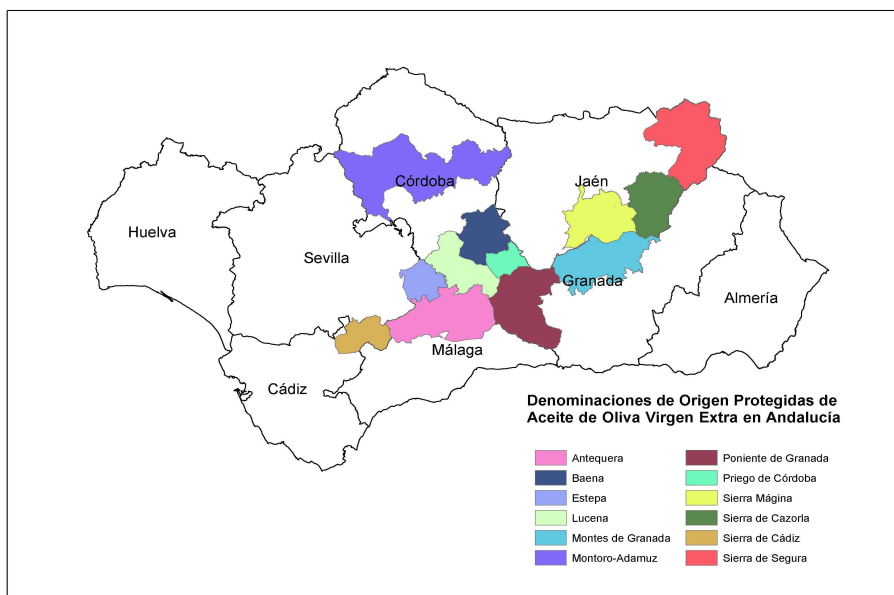 Córdoba
Jaén
Huelva
Sevilla
Granada
Almería
Málaga
Cádiz
Denominaciones de Origen Protegidas de
Aceite de Oliva Virgen Extra en Andalucía
Antequera
Baena
Estepa
Lucena
Montes de Granada
Montoro-Adamuz
Poniente de Granada
Priego de Córdoba
Sierra Mágina
Sierra de Cazorla
Sierra de Cádiz
Sierra de Segura